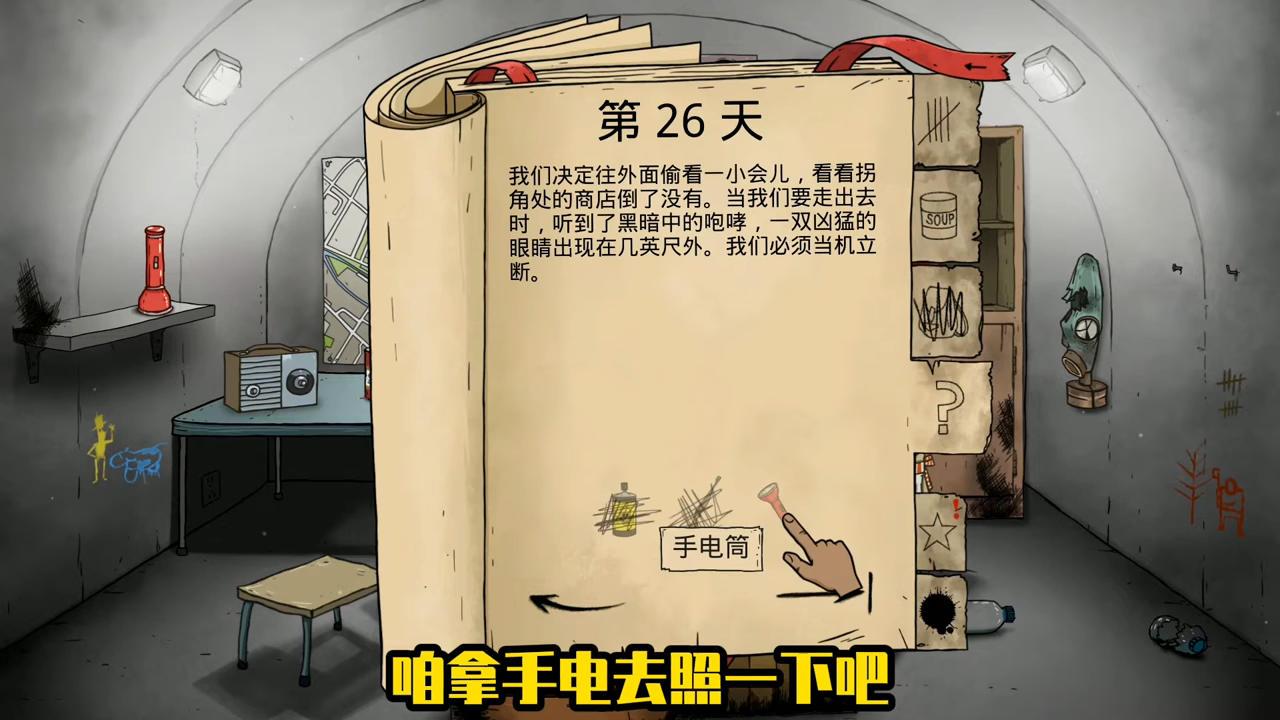 第 26 天
我们决定往外面偷看一小会儿，看看拐
角处的商店倒了没有。当我们要走出去
时，听到了黑暗中的咆哮，一双凶猛的
眼睛出现在几英尺外。我们必须当机立
断。
SOUP
?
!
手电筒
咱拿手电去照一下吧